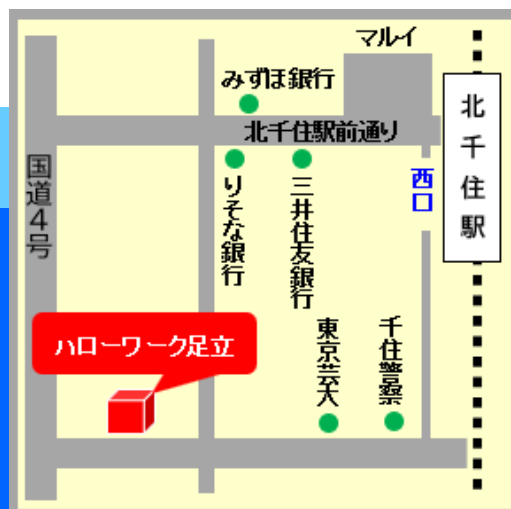 マルイ
みずほ銀行
北千住駅前通り
北千住駅
西口
国道4号
りそな銀行
三井住友銀行
ハローワーク足立
東京芸大
千住警察